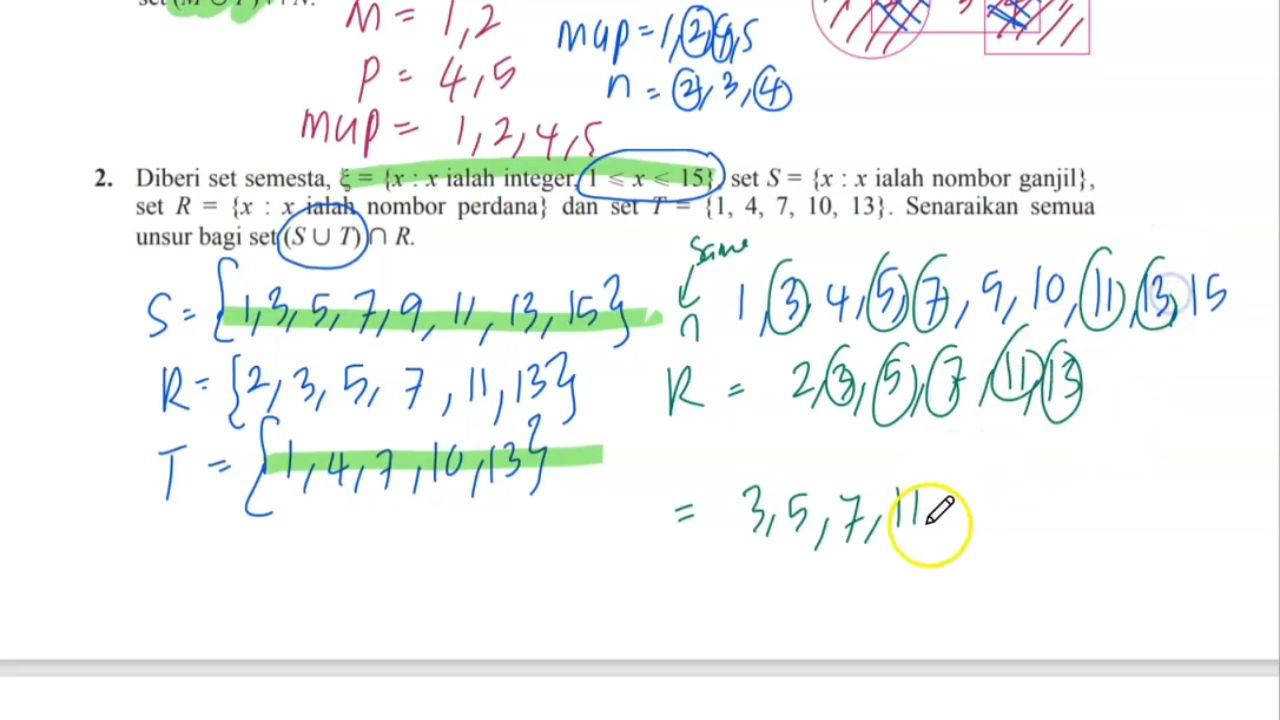 set (M ∪ P) ∩ N.
M = 1,2
P = 4,5
MUP = 1,2,4,5
MUP = 1,2,4,5
n = 2,3,4
2. Diberi set semesta, ξ = {x : x ialah integer, 1 ⩽ x ⩽ 15}, set S = {x : x ialah nombor ganjil},
set R = {x : x ialah nombor perdana} dan set T = {1, 4, 7, 10, 13}. Senaraikan semua
unsur bagi set (S ∪ T) ∩ R.
S = {1,3,5,7,9,11,13,15}
R = {2,3,5,7,11,13}
T = {1,4,7,10,13}
Same
∩
1,3,4,5,7,9,10,11,13,15
R = 2,3,5,7,11,13
= 3,5,7,11